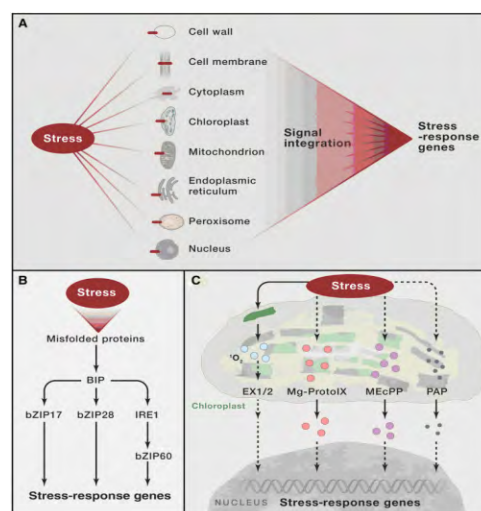 A
Cell wall
Cell membrane
Cytoplasm
Chloroplast
Stress
Signal
integration
Stress
-response
genes
Mitochondrion
Endoplasmic
reticulum
Peroxisome
Nucleus
B
Stress
Misfolded proteins
BIP
bZIP17 bZIP28 IRE1
bZIP60
Stress-response genes
C
Stress
¹O₂
EX1/2 Mg-ProtoIX MEcPP PAP
Chloroplast
NUCLEUS Stress-response genes